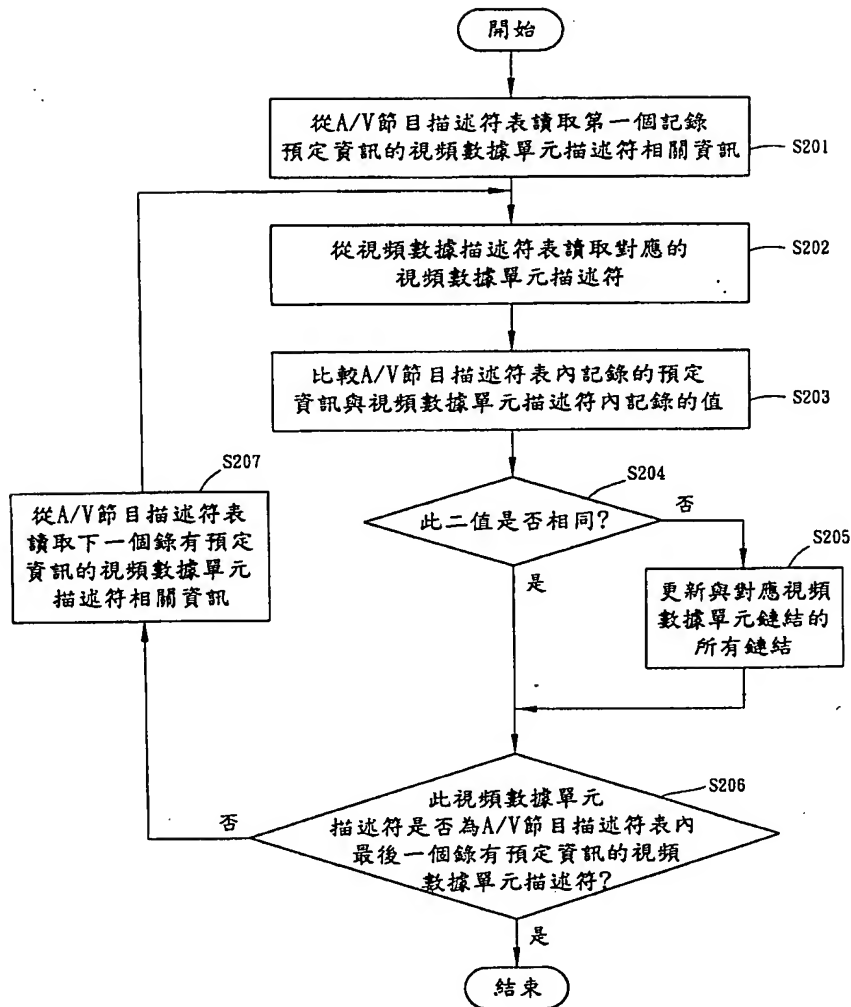 開始
從A/V節目描述符表讀取第一個記錄
預定資訊的視頻數據單元描述符相關資訊
S201
從視頻數據描述符表讀取對應的
視頻數據單元描述符
S202
比較A/V節目描述符表內記錄的預定
資訊與視頻數據單元描述符內記錄的值
S203
S204
此二值是否相同?
否
是
S205
更新與對應視頻
數據單元鏈結的
所有鏈結
S207
從A/V節目描述符表
讀取下一個錄有預定
資訊的視頻數據單元
描述符相關資訊
S206
此視頻數據單元
描述符是否為A/V節目描述符表內
最後一個錄有預定資訊的視頻
數據單元描述符?
否
是
結束